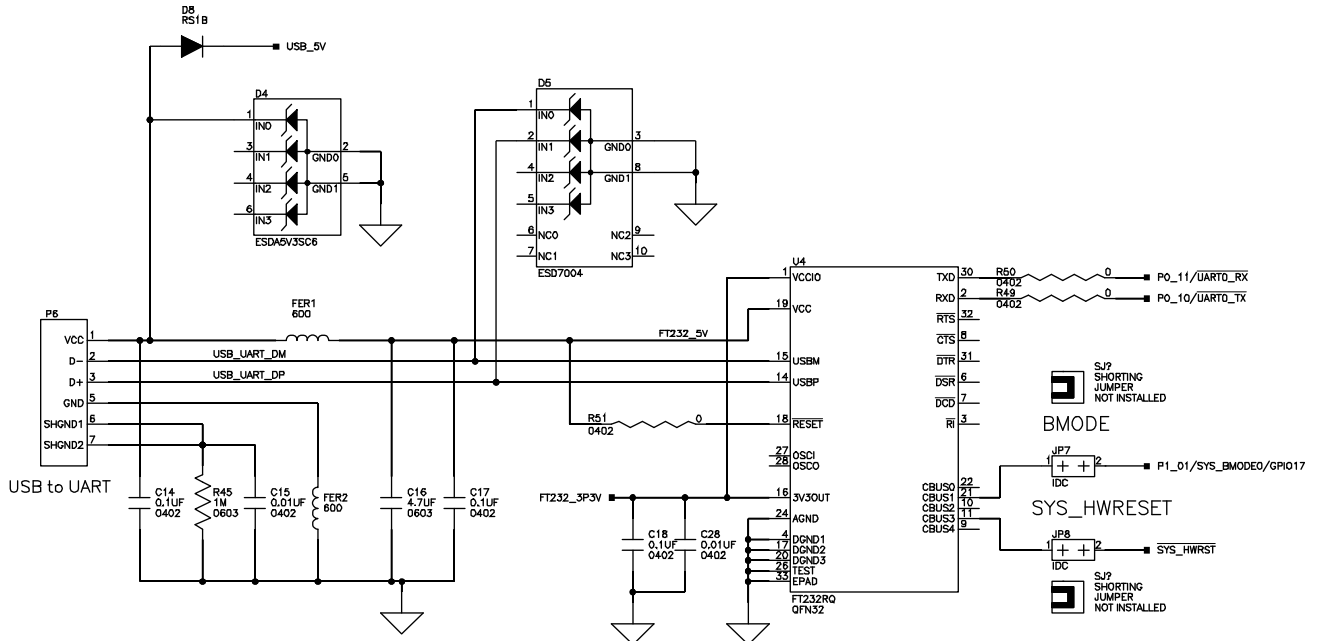 D8
RS1B
USB_5V
D4
1
IN0
3
IN1
GND0
2
4
IN2
GND1
5
6
IN3
ESDA5V3SC6
D5
1
IN0
2
IN1
GND0
3
4
IN2
GND1
8
5
IN3
6
NC0
NC2
9
7
NC1
NC3
10
ESD7004
P6
VCC
1
D-
2
D+
3
GND
5
SHGND1
6
SHGND2
7
USB to UART
FER1
600
USB_UART_DM
USB_UART_DP
FT232_5V
R51
0402
0
C14
0.1UF
0402
R45
1M
0603
C15
0.01UF
0402
FER2
600
C16
4.7UF
0603
C17
0.1UF
0402
FT232_3P3V
C18
0.1UF
0402
C28
0.01UF
0402
U4
1
VCCIO
19
VCC
15
USBM
14
USBP
18
RESET
27
OSCI
28
OSCO
16
3V3OUT
24
AGND
4
DGND1
17
DGND2
20
DGND3
26
TEST
33
EPAD
FT232RQ
QFN32
TXD
30
RXD
2
RTS
32
CTS
8
DTR
31
DSR
6
DCD
7
RI
3
CBUS0
22
CBUS1
21
CBUS2
10
CBUS3
11
CBUS4
9
R50
0402
0
P0_11/UART0_RX
R49
0402
0
P0_10/UART0_TX
SJ?
SHORTING
JUMPER
NOT INSTALLED
BMODE
JP7
1
2
IDC
P1_01/SYS_BMODE0/GPIO17
SYS_HWRESET
JP8
1
2
IDC
SYS_HWRST
SJ?
SHORTING
JUMPER
NOT INSTALLED